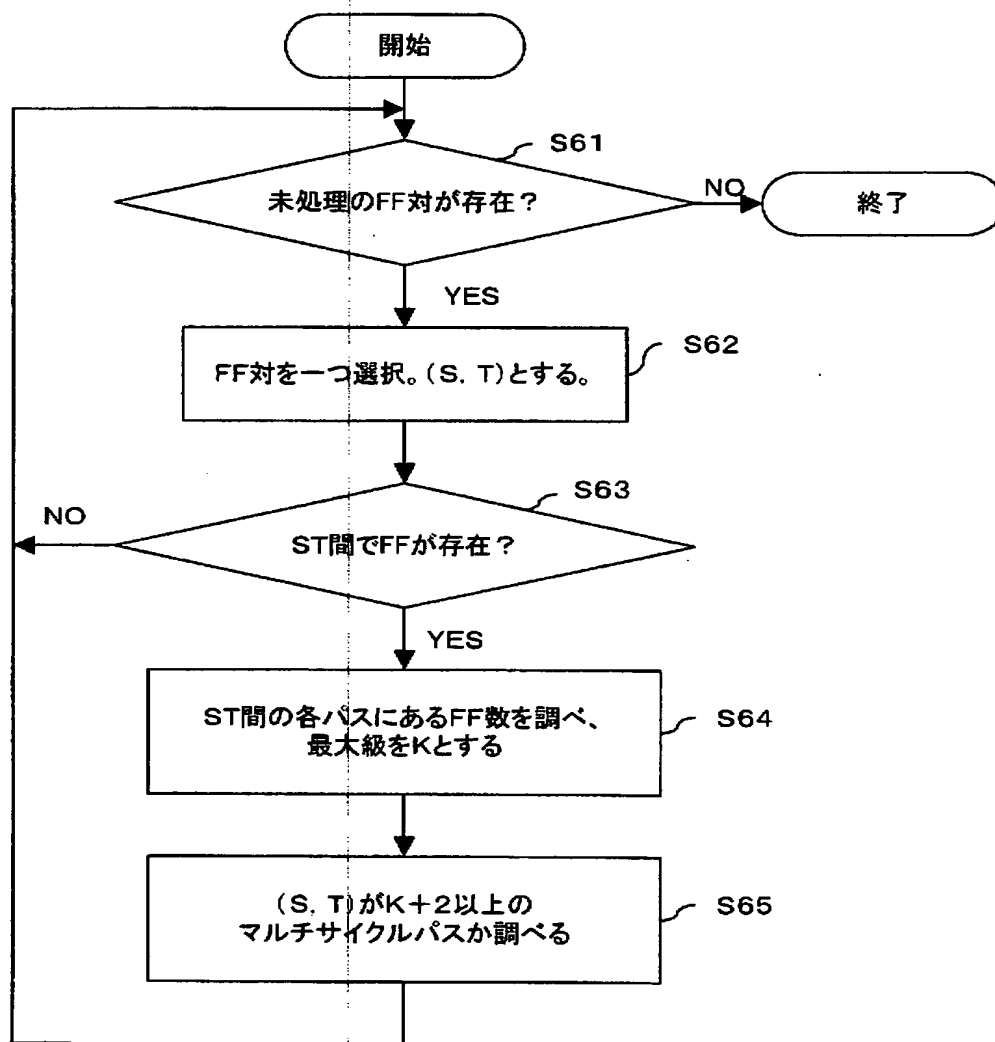 開始
S61
未処理のFF対が存在？
NO
終了
YES
S62
FF対を一つ選択。(S, T)とする。
S63
NO
ST間でFFが存在？
YES
ST間の各パスにあるFF数を調べ、
最大級をKとする
S64
(S, T)がK＋2以上の
マルチサイクルパスか調べる
S65